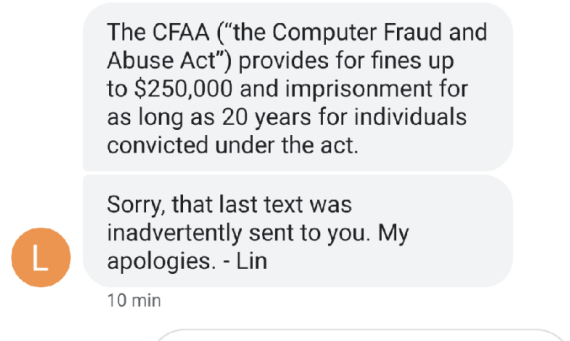 The CFAA (“the Computer Fraud and
Abuse Act”) provides for fines up
to $250,000 and imprisonment for
as long as 20 years for individuals
convicted under the act.
Sorry, that last text was
inadvertently sent to you. My
apologies. - Lin
L
10 min